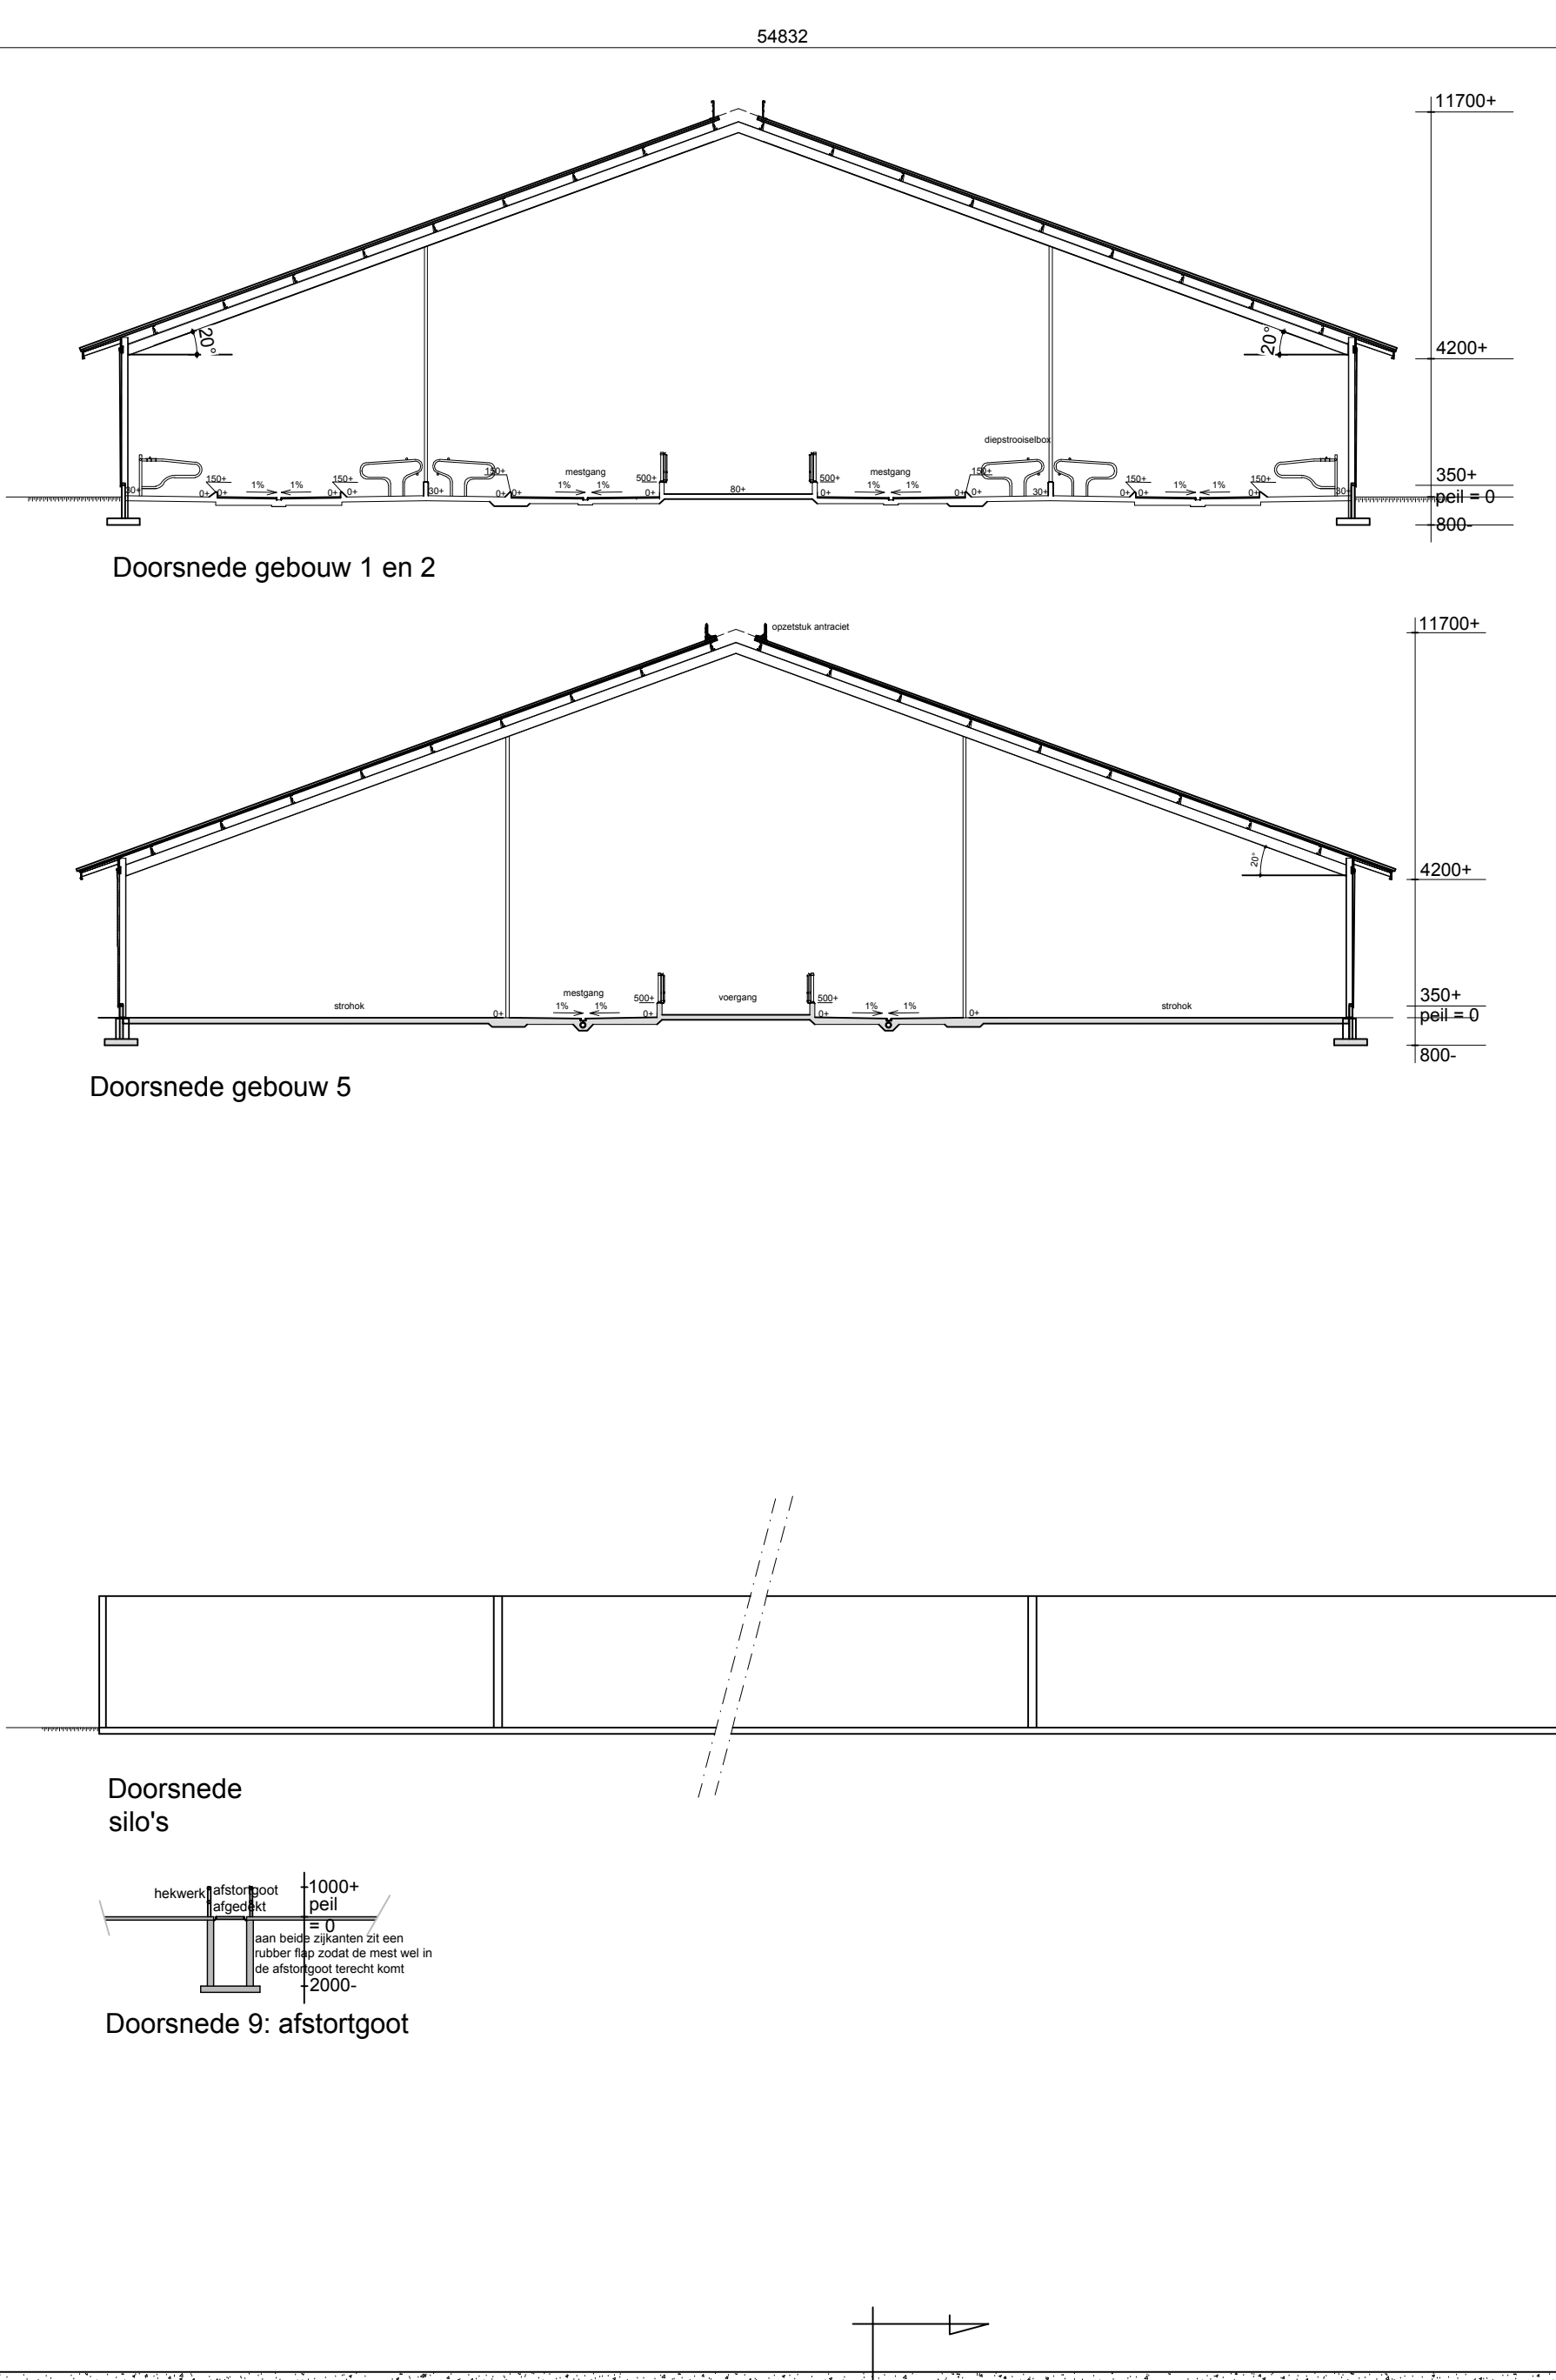 54832
11700+
20°
20°
4200+
diepstrooiselbox
mestgang
mestgang
150+
150+
150+
150+
150+
150+
500+
500+
350+
1%
1%
1%
1%
1%
1%
1%
1%
30+
0+
0+
0+
0+
30+
0+
0+
0+
80+
0+
0+
0+
30+
0+
0+
0+
0+
30+
peil = 0
800-
Doorsnede gebouw 1 en 2
opzetstuk antraciet
11700+
20°
4200+
strohok
mestgang
voergang
strohok
500+
500+
350+
1%
1%
1%
1%
0+
0+
0+
0+
peil = 0
800-
Doorsnede gebouw 5
Doorsnede
silo's
hekwerk
afstortgoot
afgedekt
1000+
peil
= 0
aan beide zijkanten zit een
rubber flap zodat de mest wel in
de afstortgoot terecht komt
2000-
Doorsnede 9: afstortgoot